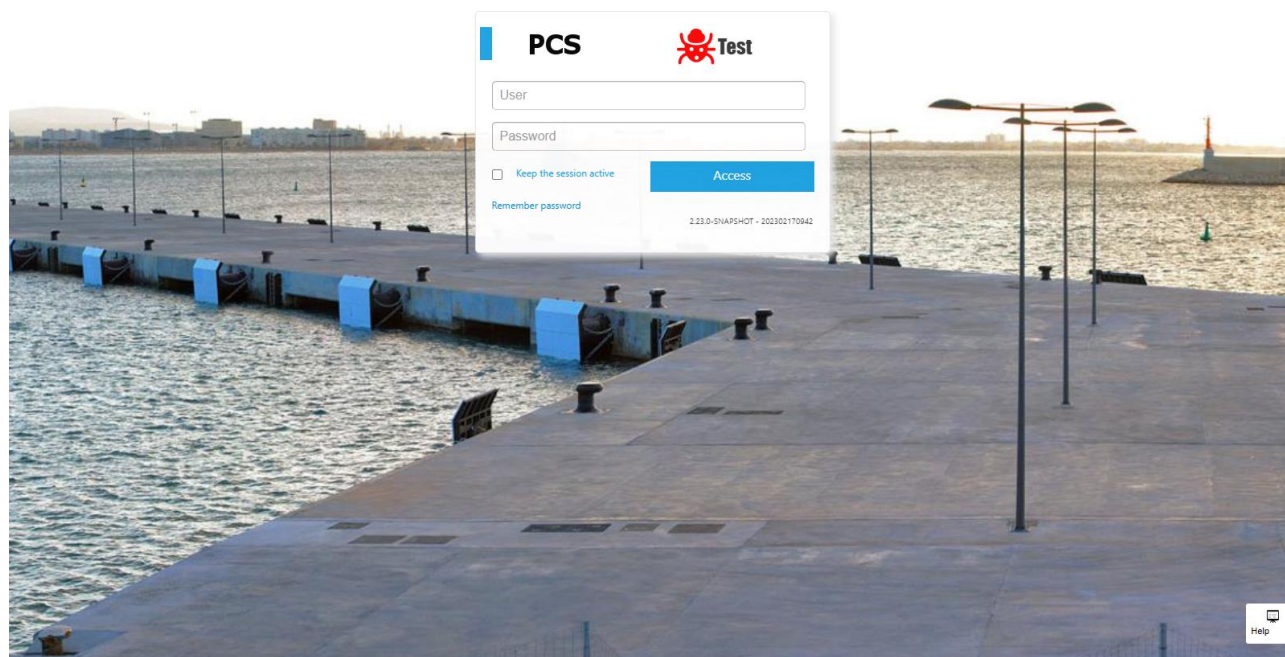 PCS
Test
User
Password
Keep the session active
Access
Remember password
2.23.0-SNAPSHOT - 202302170942
Help